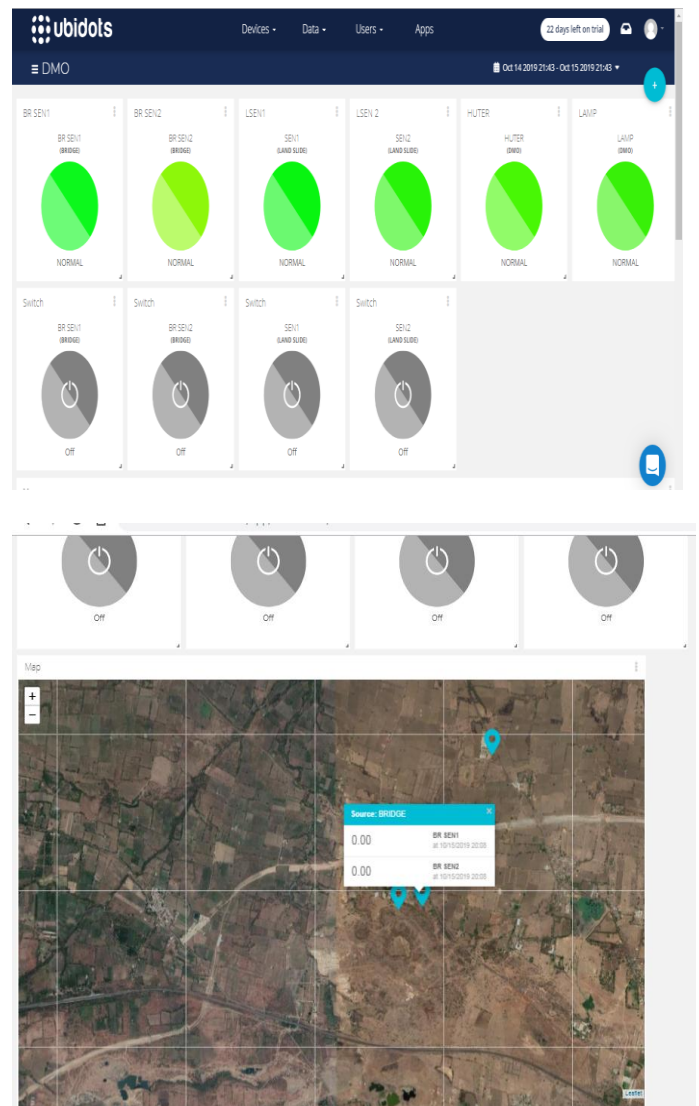 ubidots
Devices Data Users Apps
22 days left on trial
DMO
Oct 14 2019 21:43 - Oct 15 2019 21:43
+
BR SEN1 BR SEN2 LSEN1 LSEN 2 HUTER LAMP
BR SEN1 BR SEN2 SEN1 SEN2 HUTER LAMP
(BRIDGE) (BRIDGE) (LAND SLIDE) (LAND SLIDE) (DMO) (DMO)
NORMAL NORMAL NORMAL NORMAL NORMAL NORMAL
Switch Switch Switch Switch
BR SEN1 BR SEN2 SEN1 SEN2
(BRIDGE) (BRIDGE) (LAND SLIDE) (LAND SLIDE)
Off Off Off Off
Off Off Off Off
Map
+
−
Source: BRIDGE X
0.00 BR SEN1
at 10/15/2019 20:08
0.00 BR SEN2
at 10/15/2019 20:08
Leaflet